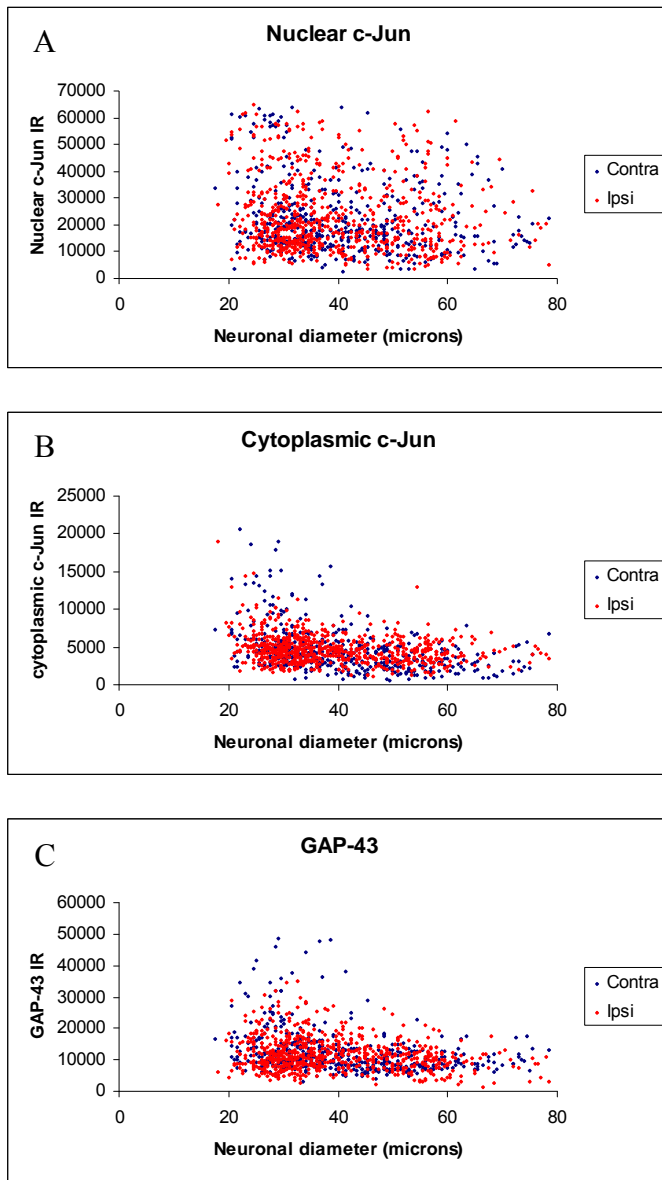 A
Nuclear c-Jun
Nuclear c-Jun IR
70000
60000
50000
40000
30000
20000
10000
0
0 20 40 60 80
Neuronal diameter (microns)
Contra
Ipsi
B
Cytoplasmic c-Jun
cytoplasmic c-Jun IR
25000
20000
15000
10000
5000
0
0 20 40 60 80
Neuronal diameter (microns)
Contra
Ipsi
C
GAP-43
GAP-43 IR
60000
50000
40000
30000
20000
10000
0
0 20 40 60 80
Neuronal diameter (microns)
Contra
Ipsi